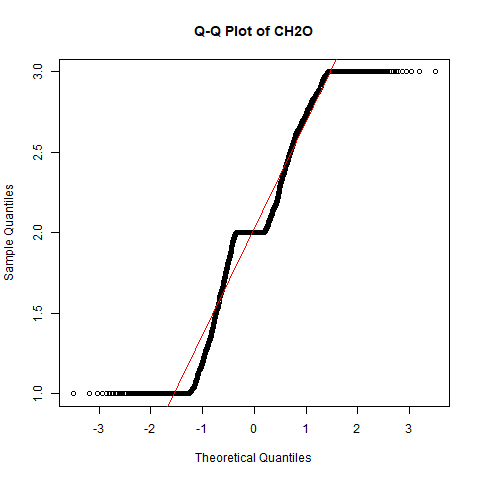 Q-Q Plot of CH2O
3.0
2.5
2.0
1.5
1.0
Sample Quantiles
-3 -2 -1 0 1 2 3
Theoretical Quantiles